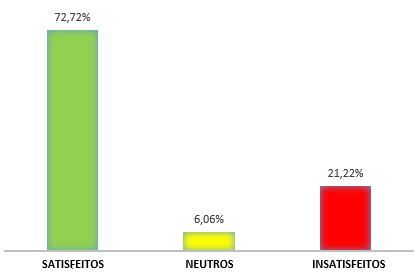 72,72%
6,06%
21,22%
SATISFEITOS NEUTROS INSATISFEITOS